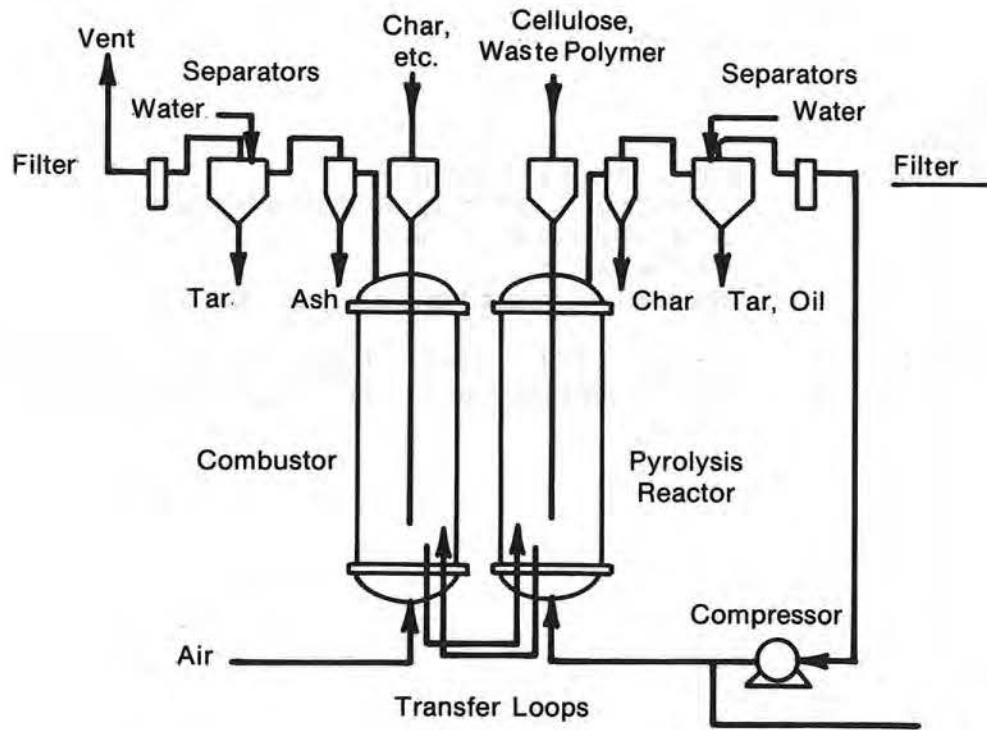 Vent
Char,
etc.
Cellulose,
Waste Polymer
Separators
Separators
Water
Water
Filter
Filter
Tar
Ash
Char
Tar, Oil
Combustor
Pyrolysis
Reactor
Compressor
Air
Transfer Loops